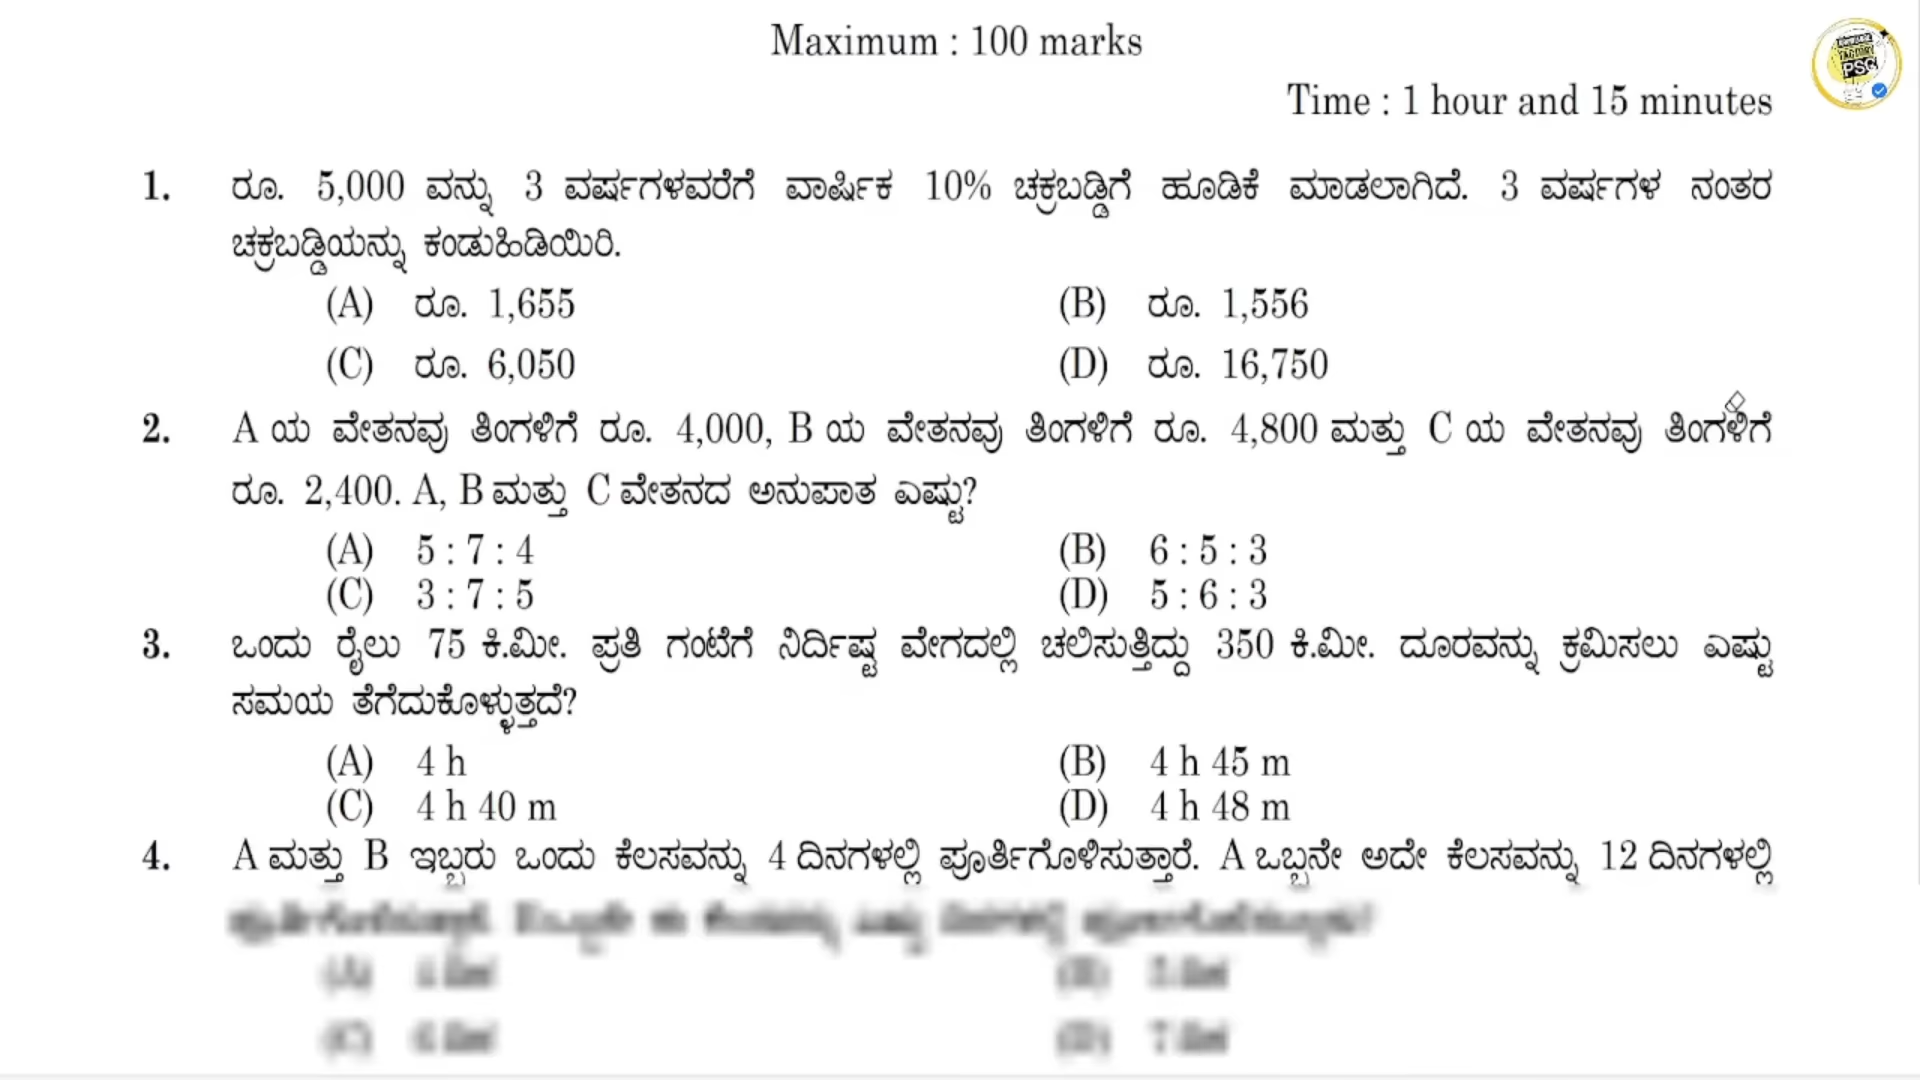 Maximum : 100 marks
Time : 1 hour and 15 minutes
1. ರೂ. 5,000 ವನ್ನು 3 ವರ್ಷಗಳವರೆಗೆ ವಾರ್ಷಿಕ 10% ಚಕ್ರಬಡ್ಡಿಗೆ ಹೂಡಿಕೆ ಮಾಡಲಾಗಿದೆ. 3 ವರ್ಷಗಳ ನಂತರ
ಚಕ್ರಬಡ್ಡಿಯನ್ನು ಕಂಡುಹಿಡಿಯಿರಿ.
(A) ರೂ. 1,655 (B) ರೂ. 1,556
(C) ರೂ. 6,050 (D) ರೂ. 16,750
2. A ಯ ವೇತನವು ತಿಂಗಳಿಗೆ ರೂ. 4,000, B ಯ ವೇತನವು ತಿಂಗಳಿಗೆ ರೂ. 4,800 ಮತ್ತು C ಯ ವೇತನವು ತಿಂಗಳಿಗೆ
ರೂ. 2,400. A, B ಮತ್ತು C ವೇತನದ ಅನುಪಾತ ಎಷ್ಟು?
(A) 5 : 7 : 4 (B) 6 : 5 : 3
(C) 3 : 7 : 5 (D) 5 : 6 : 3
3. ಒಂದು ರೈಲು 75 ಕಿ.ಮೀ. ಪ್ರತಿ ಗಂಟೆಗೆ ನಿರ್ದಿಷ್ಟ ವೇಗದಲ್ಲಿ ಚಲಿಸುತ್ತಿದ್ದು 350 ಕಿ.ಮೀ. ದೂರವನ್ನು ಕ್ರಮಿಸಲು ಎಷ್ಟು
ಸಮಯ ತೆಗೆದುಕೊಳ್ಳುತ್ತದೆ?
(A) 4 h (B) 4 h 45 m
(C) 4 h 40 m (D) 4 h 48 m
4. A ಮತ್ತು B ಇಬ್ಬರು ಒಂದು ಕೆಲಸವನ್ನು 4 ದಿನಗಳಲ್ಲಿ ಪೂರ್ತಿಗೊಳಿಸುತ್ತಾರೆ. A ಒಬ್ಬನೇ ಅದೇ ಕೆಲಸವನ್ನು 12 ದಿನಗಳಲ್ಲಿ
PSC